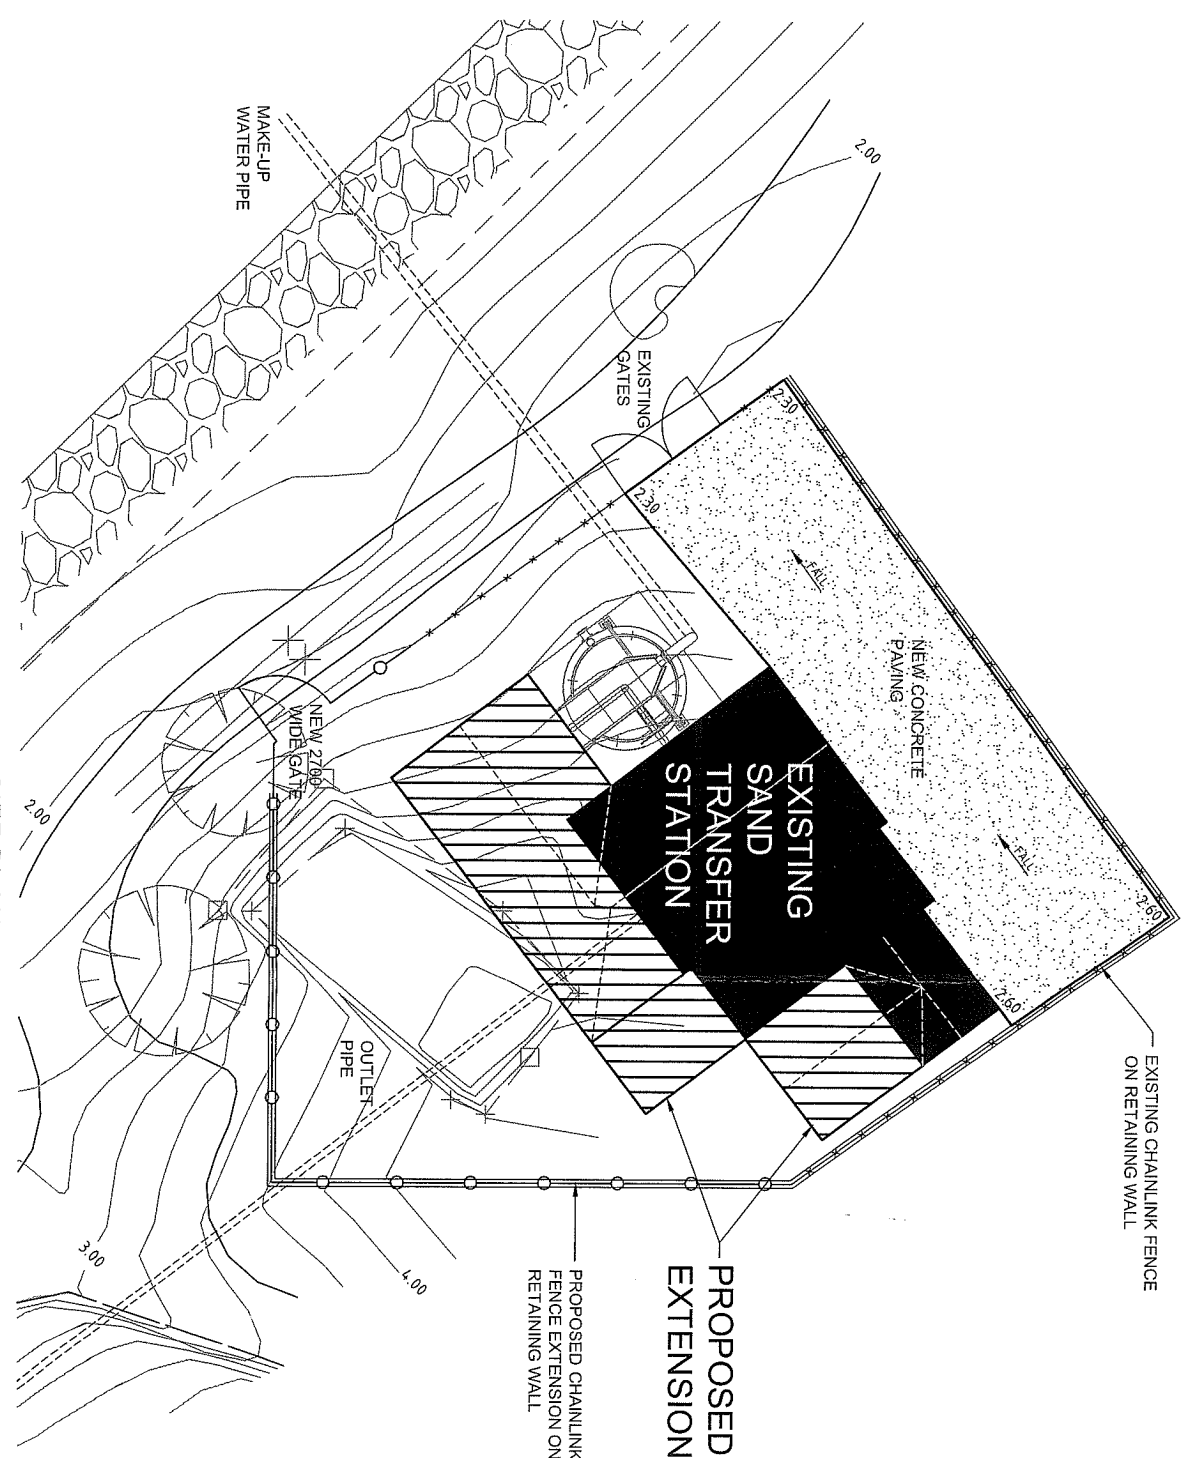 MAKE-UP
WATER PIPE
2.00
EXISTING
GATES
2.30
2.30
FALL
NEW CONCRETE
PAVING
FALL
2.60
2.60
EXISTING
SAND
TRANSFER
STATION
NEW 2700
WIDE GATE
2.00
OUTLET
PIPE
3.00
4.00
EXISTING CHAINLINK FENCE
ON RETAINING WALL
PROPOSED
EXTENSION
PROPOSED CHAINLINK
FENCE EXTENSION ON
RETAINING WALL